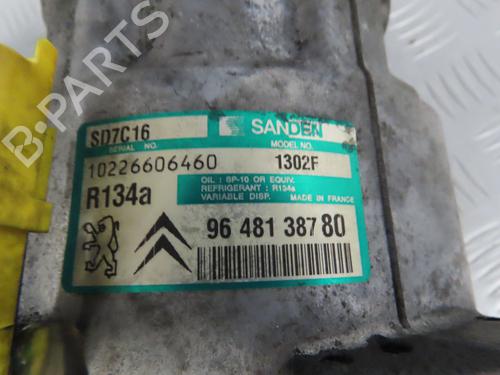 SD7C16
SANDEN
SERIAL NO.
MODEL NO.
10226606460
1302F
R134a
OIL : SP-10 OR EQUIV.
REFRIGERANT : R134a
VARIABLE DISP. MADE IN FRANCE
96 481 387 80
B-PARTS